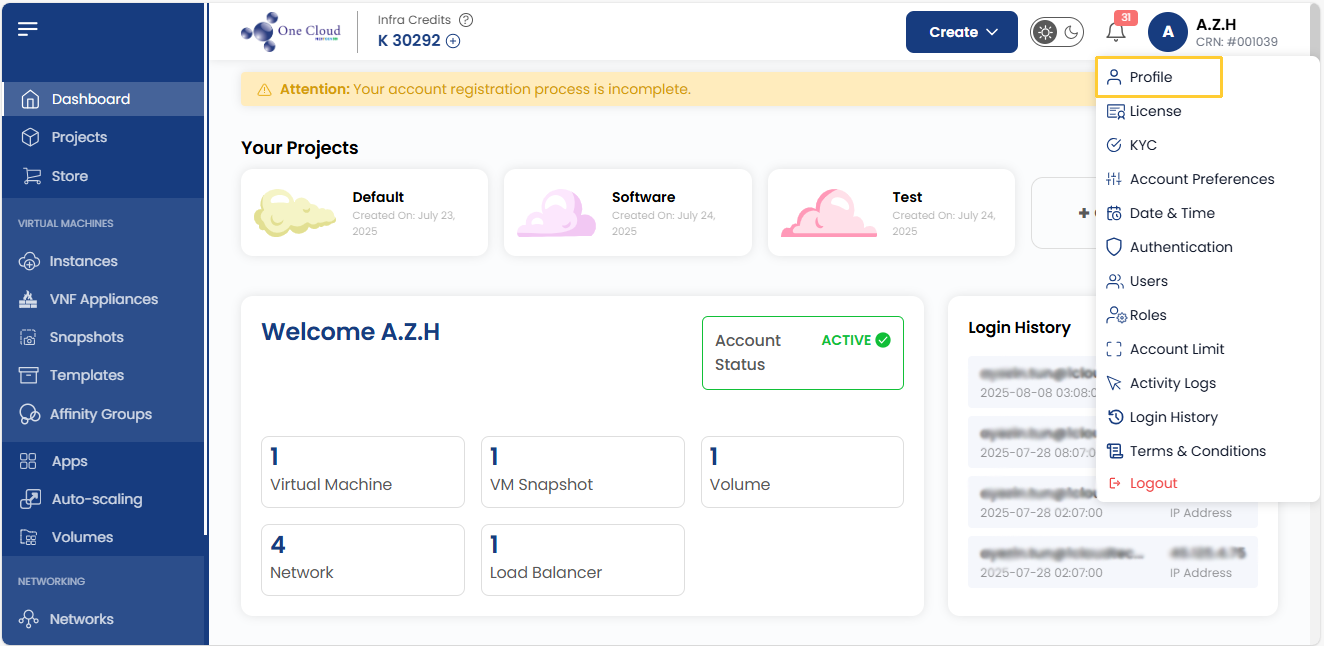 One Cloud
Infra Credits
K 30292
Create
31
A
A.Z.H
CRN: #001039
Dashboard
Projects
Store
VIRTUAL MACHINES
Instances
VNF Appliances
Snapshots
Templates
Affinity Groups
Apps
Auto-scaling
Volumes
NETWORKING
Networks
Attention: Your account registration process is incomplete.
Your Projects
Default
Created On: July 23,
2025
Software
Created On: July 24,
2025
Test
Created On: July 24,
2025
+
Welcome A.Z.H
Account
Status
ACTIVE
1
Virtual Machine
1
VM Snapshot
1
Volume
4
Network
1
Load Balancer
Login History
2025-08-08 03:08:0
2025-07-28 08:07:0
2025-07-28 02:07:00
IP Address
2025-07-28 02:07:00
IP Address
Profile
License
KYC
Account Preferences
Date & Time
Authentication
Users
Roles
Account Limit
Activity Logs
Login History
Terms & Conditions
Logout